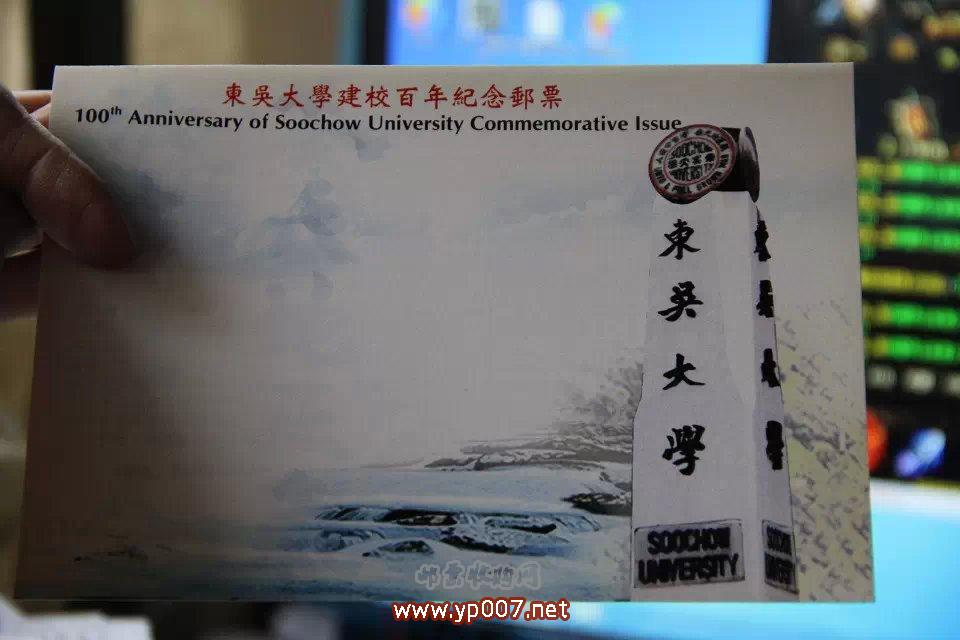 東吳大學建校百年紀念郵票
100th Anniversary of Soochow University Commemorative Issue
SOOCHOW
東
吳
大
學
SOOCHOW
UNIVERSITY
www.yp007.net